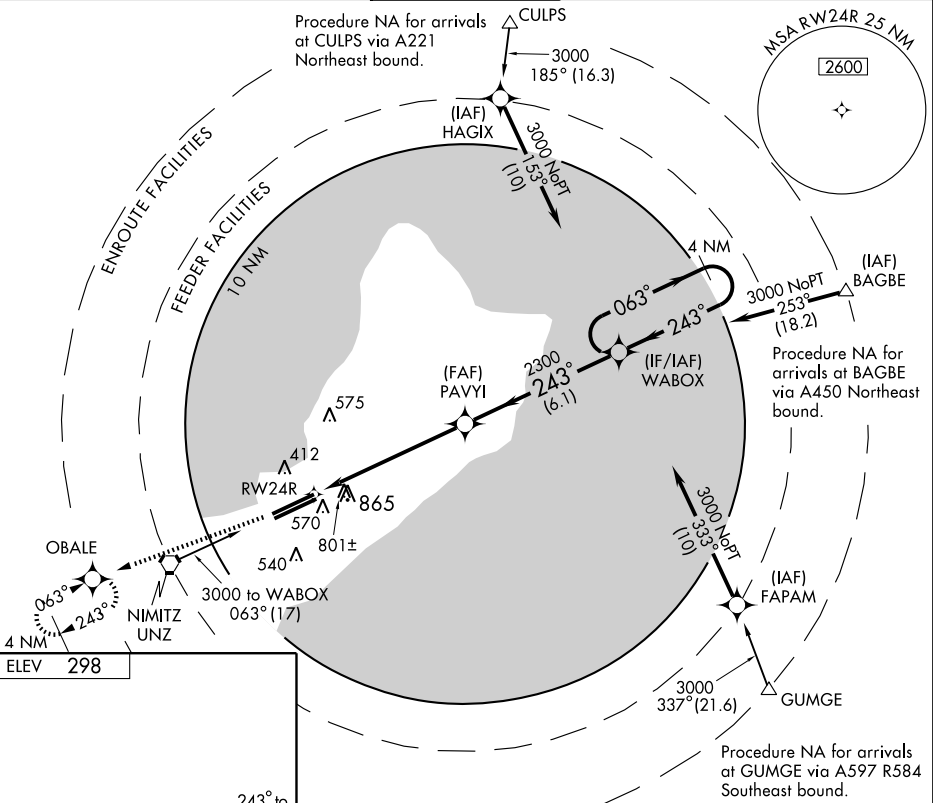 Procedure NA for arrivals
at CULPS via A221
Northeast bound.
CULPS
3000
185° (16.3)
MSA RW24R 25 NM
2600
(IAF)
HAGIX
3000 NoPT
153°
(10)
ENROUTE FACILITIES
FEEDER FACILITIES
10 NM
4 NM
063°
243°
(IAF)
BAGBE
3000 NoPT
253°
(18.2)
(IF/IAF)
WABOX
Procedure NA for
arrivals at BAGBE
via A450 Northeast
bound.
(FAF)
PAVYI
2300
243°
(6.1)
575
412
RW24R
865
570
801±
540
OBALE
063°
243°
4 NM
NIMITZ
UNZ
3000 to WABOX
063° (17)
3000 NoPT
333°
(10)
(IAF)
FAPAM
3000
337° (21.6)
GUMGE
Procedure NA for arrivals
at GUMGE via A597 R584
Southeast bound.
ELEV 298
243° to